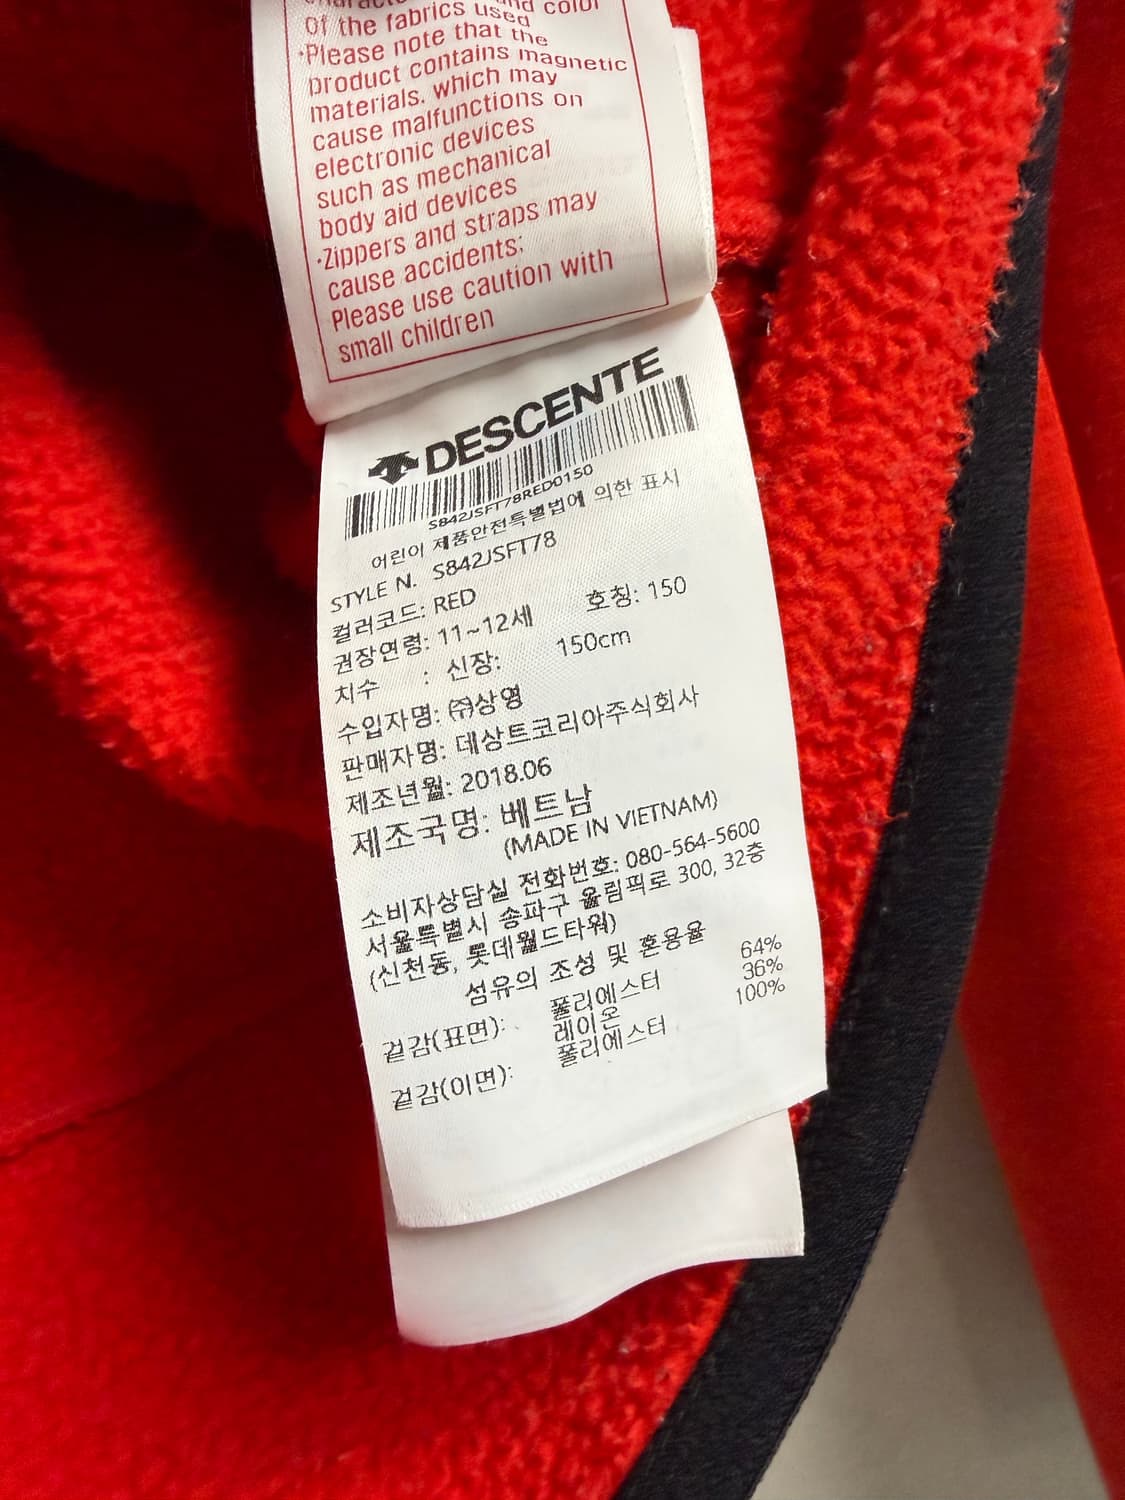 and color
of the fabrics used
·Please note that the
product contains magnetic
materials. which may
cause malfunctions on
electronic devices
such as mechanical
body aid devices
·Zippers and straps may
cause accidents;
Please use caution with
small children
DESCENTE
S842JSFT78RED0150
어린이 제품안전특별법에 의한 표시
STYLE N. S842JSFT78
컬러코드: RED
권장연령: 11~12세 호칭: 150
치수 : 신장: 150cm
수입자명: ㈜상영
판매자명: 데상트코리아주식회사
제조년월: 2018.06
제조국명: 베트남
(MADE IN VIETNAM)
소비자상담실 전화번호: 080-564-5600
서울특별시 송파구 올림픽로 300, 32층
(신천동, 롯데월드타워)
섬유의 조성 및 혼용율
겉감(표면): 폴리에스터 64%
레이온 36%
겉감(이면): 폴리에스터 100%